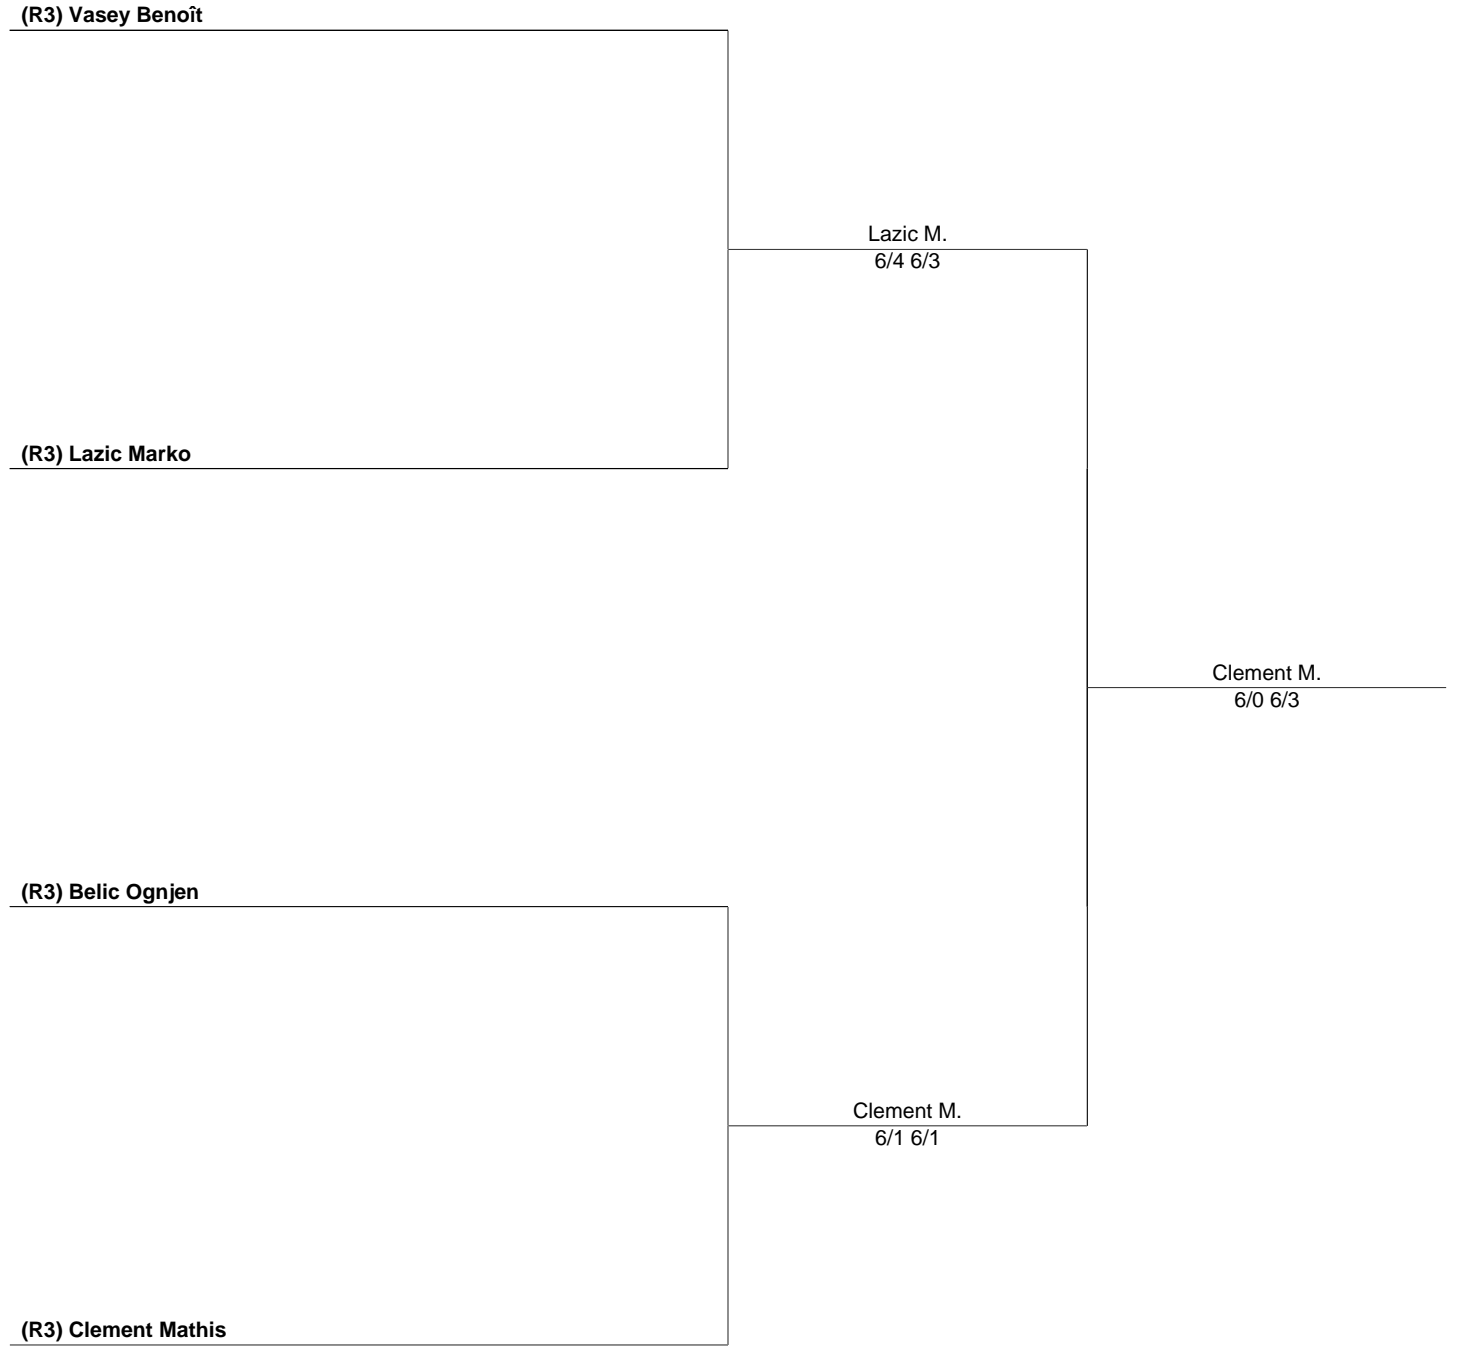 (R3) Vasey Benoît
Lazic M.
6/4 6/3
(R3) Lazic Marko
Clement M.
6/0 6/3
(R3) Belic Ognjen
Clement M.
6/1 6/1
(R3) Clement Mathis